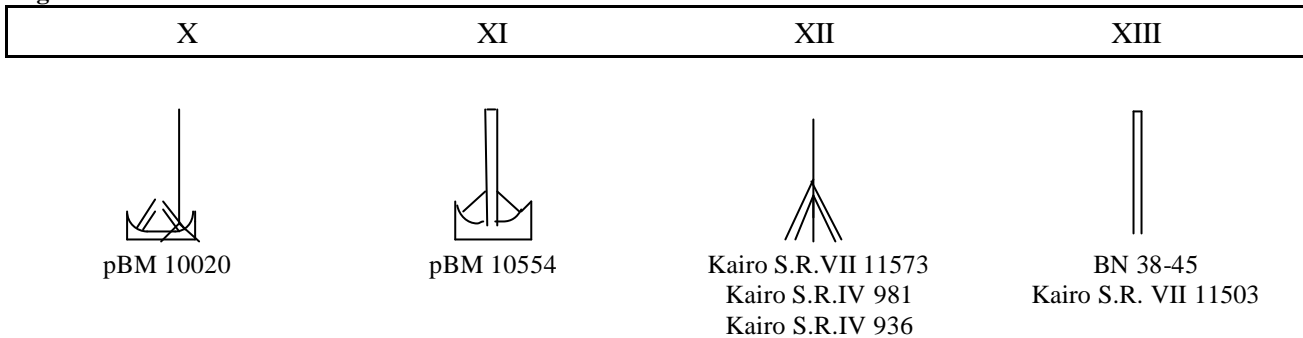 X XI XII XIII
pBM 10020 pBM 10554 Kairo S.R.VII 11573 BN 38-45
Kairo S.R.IV 981 Kairo S.R. VII 11503
Kairo S.R.IV 936